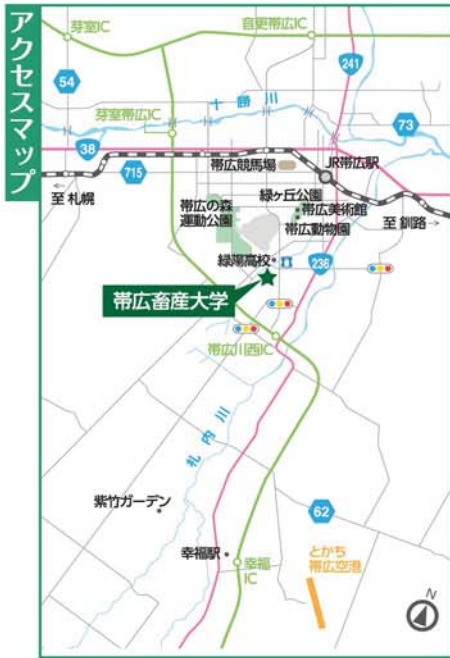 アクセスマップ
芽室IC
音更帯広IC
241
54
十勝川
73
芽室帯広IC
38
帯広競馬場
JR帯広駅
715
至 札幌
緑ヶ丘公園
帯広の森
運動公園
帯広美術館
帯広動物園
至 釧路
緑陽高校
236
帯広畜産大学
帯広川西IC
札内川
紫竹ガーデン
62
とかち
帯広空港
幸福駅
幸福
IC
N